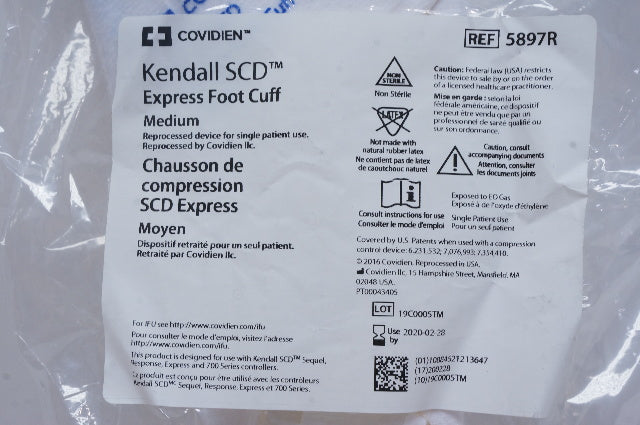 COVIDIEN™
REF 5897R
Kendall SCD™
Express Foot Cuff
Medium
Reprocessed device for single patient use.
Reprocessed by Covidien llc.
Chausson de
compression
SCD Express
Moyen
Dispositif retraité pour un seul patient.
Retraité par Covidien llc.
NON
STERILE
Non Stérile
Caution: Federal law (USA) restricts
this device to sale by or on the order
of a licensed healthcare practitioner.
Mise en garde : selon la loi
fédérale américaine, ce dispositif
ne peut être vendu que par un
professionnel de santé qualifié ou
sur son ordonnance.
LATEX
Not made with
natural rubber latex
Ne contient pas de latex
de caoutchouc naturel
Caution, consult
accompanying documents
Attention, consulter
les documents joints
Consult instructions for use
Consulter le mode d'emploi
Exposed to EO Gas
Exposé à de l'oxyde d'éthylène
Single Patient Use
Pour un seul patient
Covered by U.S. Patents when used with a compression
control device: 6,231,532; 7,076,993; 7,354,410.
© 2016 Covidien. Reprocessed in USA.
Covidien llc, 15 Hampshire Street, Mansfield, MA
02048 USA.
PT00043405
LOT 19C0005TM
Use 2020-02-28
by
For IFU see http://www.covidien.com/ifu
Pour consulter le mode d'emploi, visitez l'adresse
http://www.covidien.com/ifu
This product is designed for use with Kendall SCD™ Sequel,
Response, Express and 700 Series controllers.
Ce produit est conçu pour être utilisé avec les contrôleurs
Kendall SCD™ Sequel, Response, Express et 700 Series.
(17)200228
(10)19C0005TM